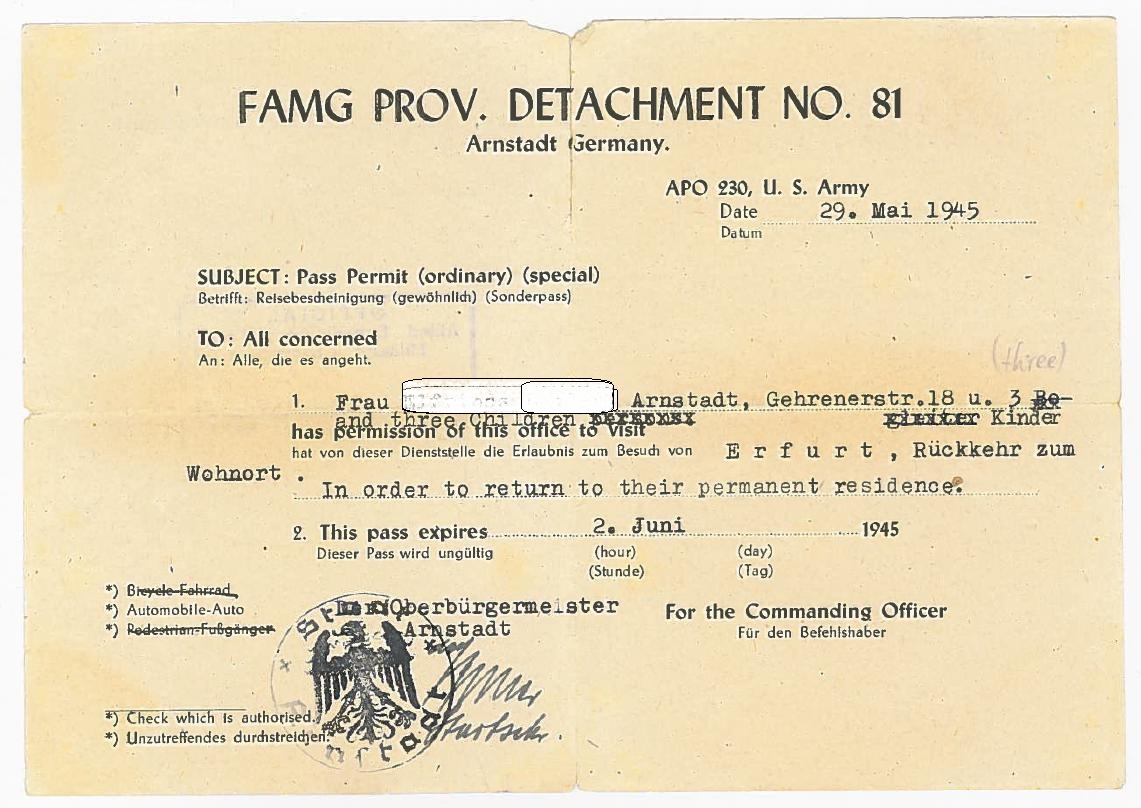 FAMG PROV. DETACHMENT NO. 81
Arnstadt Germany.
APO 230, U. S. Army
Date 29. Mai 1945
Datum
SUBJECT: Pass Permit (ordinary) (special)
Betrifft: Reisebescheinigung (gewöhnlich) (Sonderpass)
TO: All concerned
An: Alle, die es angeht.
(three)
1. Frau Arnstadt, Gehrenerstr.18 u. 3 Be-
and three Children persons gleiter Kinder
has permission of this office to visit
hat von dieser Dienststelle die Erlaubnis zum Besuch von Erfurt, Rückkehr zum
Wohnort .
In order to return to their permanent residence.
2. This pass expires 2. Juni 1945
Dieser Pass wird ungültig (hour) (day)
(Stunde) (Tag)
*) Bicycle-Fahrrad
*) Automobile-Auto
*) Pedestrian-Fußgänger
Der Oberbürgermeister
Arnstadt
For the Commanding Officer
Für den Befehlshaber
*) Check which is authorised.
*) Unzutreffendes durchstreichen.
Stadt
Arnstadt